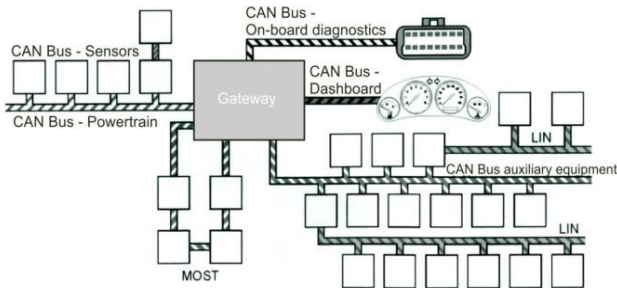 CAN Bus -
On-board diagnostics
CAN Bus - Sensors
CAN Bus -
Dashboard
Gateway
CAN Bus - Powertrain
LIN
CAN Bus auxiliary equipment
LIN
MOST